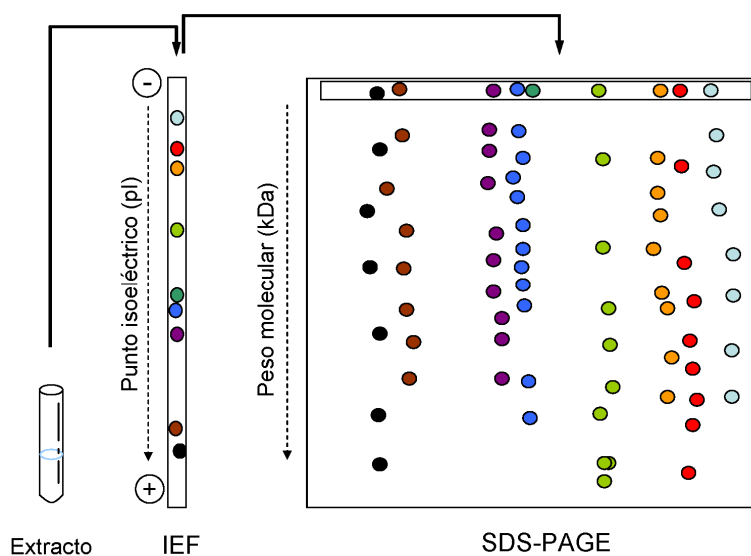 -
Punto isoeléctrico (pI)
+
Peso molecular (kDa)
Extracto
IEF
SDS-PAGE